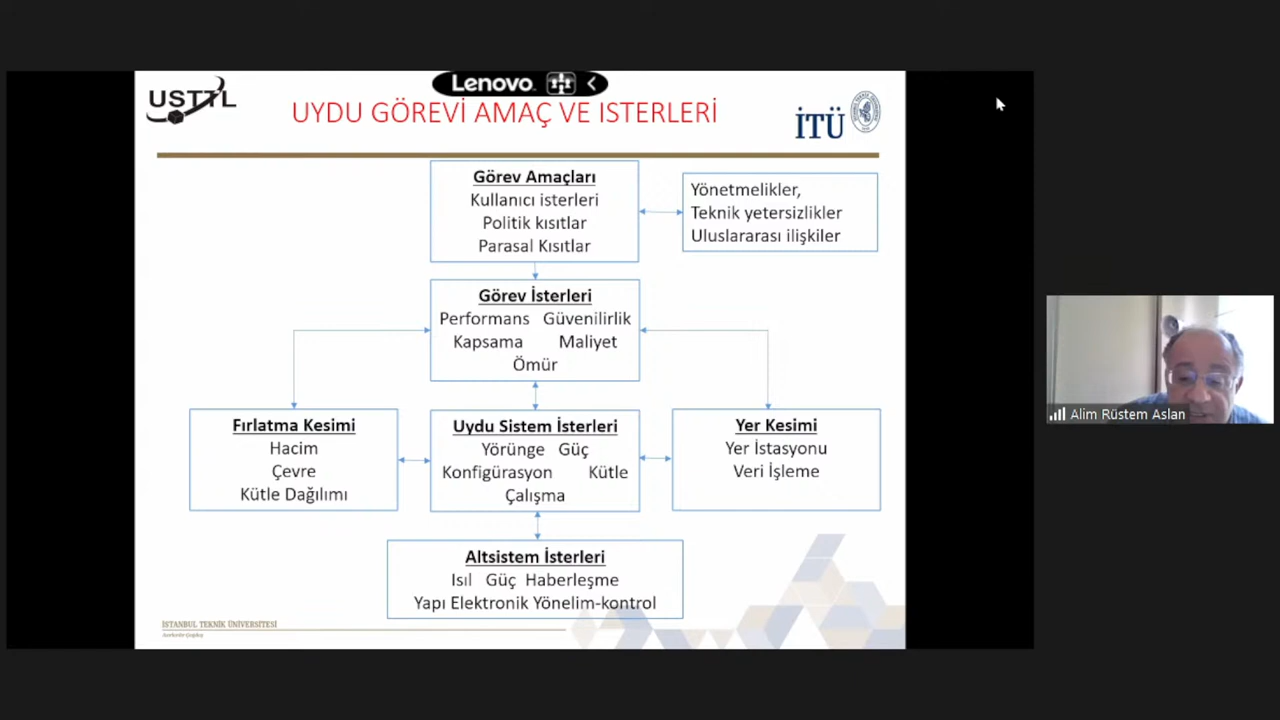 USTTL
Lenovo
UYDU GÖREVİ AMAÇ VE ISTERLERİ
İTÜ
Görev Amaçları
Kullanıcı isterleri
Politik kısıtlar
Parasal Kısıtlar
Yönetmelikler,
Teknik yetersizlikler
Uluslararası ilişkiler
Görev İsterleri
Performans Güvenilirlik
Kapsama Maliyet
Ömür
Fırlatma Kesimi
Hacim
Çevre
Kütle Dağılımı
Uydu Sistem İsterleri
Yörünge Güç
Konfigürasyon Kütle
Çalışma
Yer Kesimi
Yer İstasyonu
Veri İşleme
Altsistem İsterleri
Isıl Güç Haberleşme
Yapı Elektronik Yönelim-kontrol
İSTANBUL TEKNİK ÜNİVERSİTESİ
Alim Rüstem Aslan